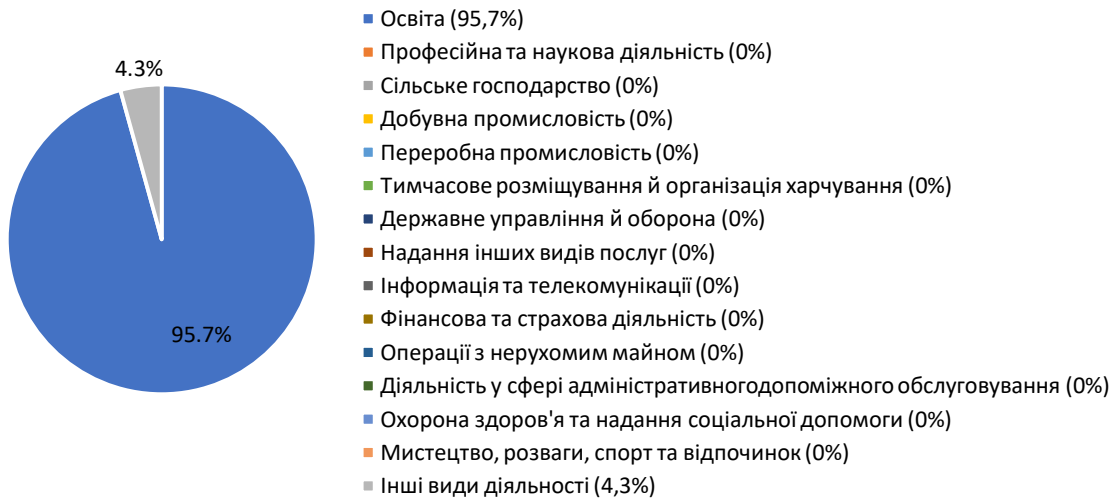 4.3%
95.7%
Освіта (95,7%)
Професійна та наукова діяльність (0%)
Сільське господарство (0%)
Добувна промисловість (0%)
Переробна промисловість (0%)
Тимчасове розміщування й організація харчування (0%)
Державне управління й оборона (0%)
Надання інших видів послуг (0%)
Інформація та телекомунікації (0%)
Фінансова та страхова діяльність (0%)
Операції з нерухомим майном (0%)
Діяльність у сфері адміністративногодопоміжного обслуговування (0%)
Охорона здоров'я та надання соціальної допомоги (0%)
Мистецтво, розваги, спорт та відпочинок (0%)
Інші види діяльності (4,3%)